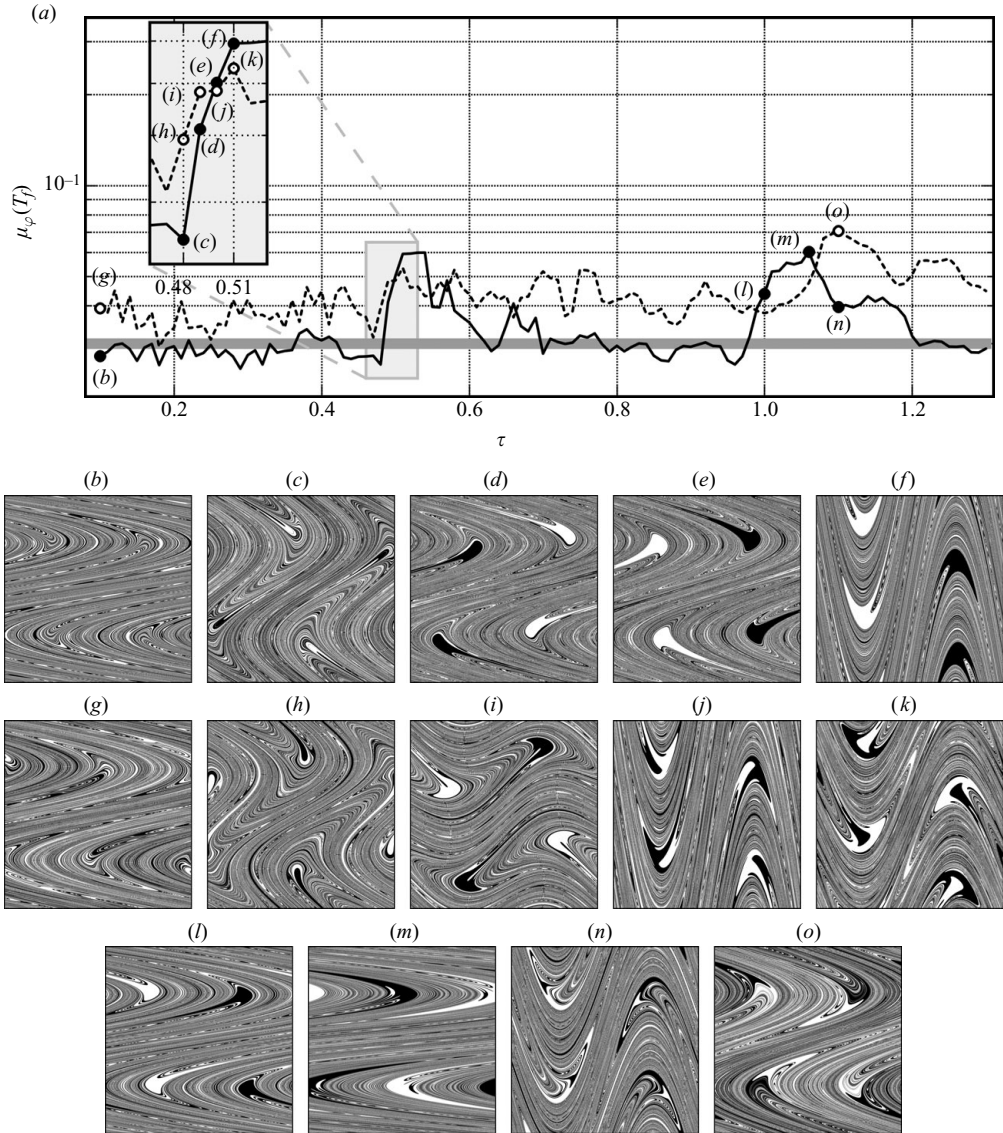 (a)
(f)
(e)
(k)
(i)
(j)
(h)
(d)
(c)
0.48 0.51
10⁻¹
μφ(Tf)
(g)
(b)
(o)
(m)
(l)
(n)
0.2 0.4 0.6 0.8 1.0 1.2
τ
(b) (c) (d) (e) (f)
(g) (h) (i) (j) (k)
(l) (m) (n) (o)